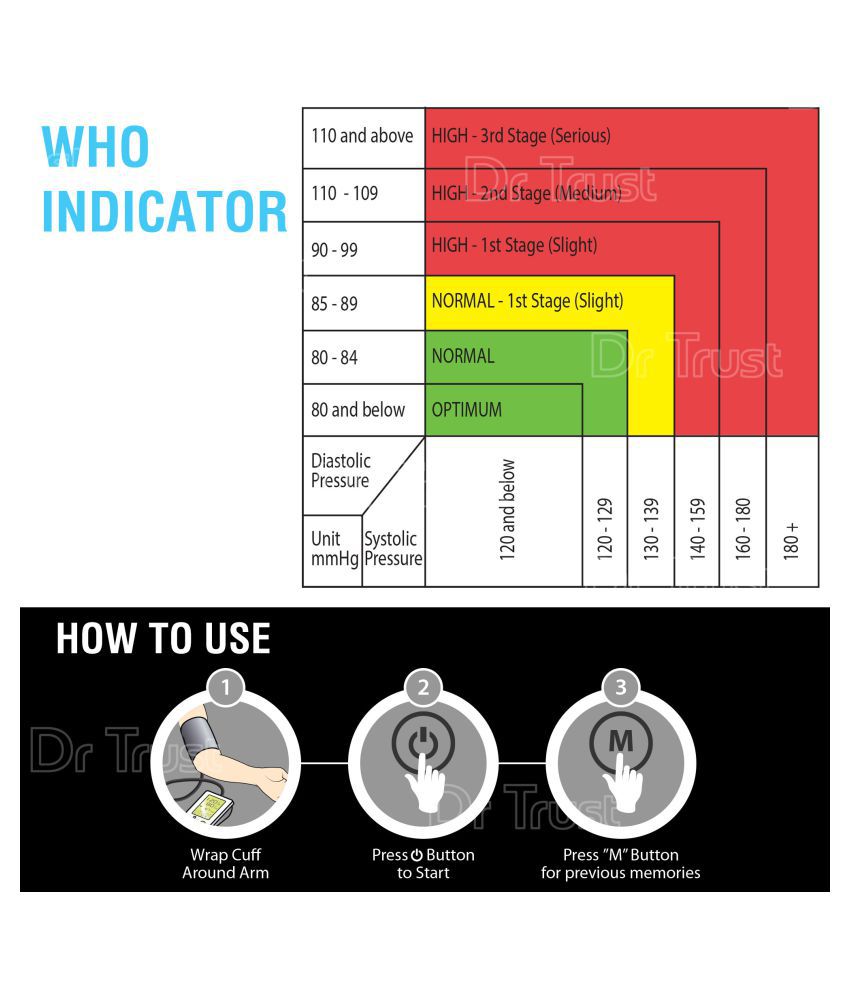 WHO
INDICATOR
110 and above
HIGH - 3rd Stage (Serious)
110 - 109
HIGH - 2nd Stage (Medium)
90 - 99
HIGH - 1st Stage (Slight)
85 - 89
NORMAL - 1st Stage (Slight)
80 - 84
NORMAL
80 and below
OPTIMUM
Diastolic
Pressure
Unit
mmHg
Systolic
Pressure
120 and below
120 - 129
130 - 139
140 - 159
160 - 180
180 +
Dr Trust
Dr Trust
HOW TO USE
1
2
3
M
Dr Trust
Dr Trust
Wrap Cuff
Around Arm
Press Button
to Start
Press "M" Button
for previous memories